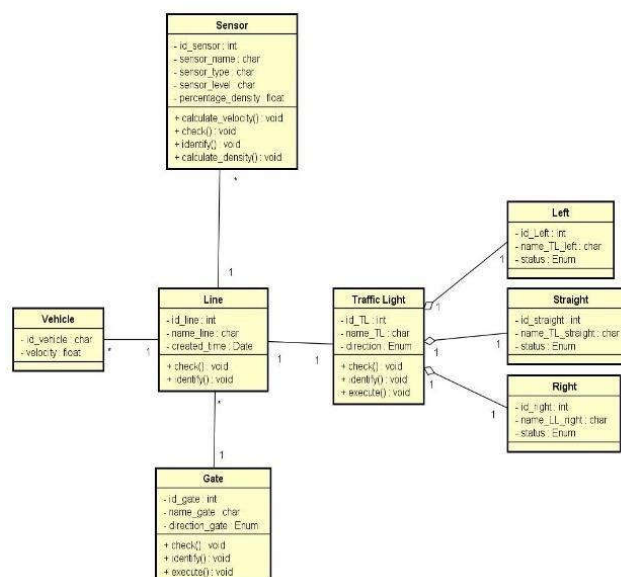 Sensor
- id_sensor : int
- sensor_name : char
- sensor_type : char
- sensor_level : char
- percentage_density : float
+ calculate_velocity() : void
+ check() : void
+ identify() : void
+ calculate_density() : void
*
1
Vehicle
- id_vehicle : char
- velocity : float
*
1
Line
- id_line : int
- name_line : char
- created_time : Date
+ check() : void
+ identify() : void
1
1
Traffic Light
- id_TL : int
- name_TL : char
- direction : Enum
+ check() : void
+ identify() : void
+ execute() : void
1
1
Left
- id_Left : int
- name_TL_left : char
- status : Enum
1
1
Straight
- id_straight : int
- name_TL_straight : char
- status : Enum
1
1
Right
- id_right : int
- name_LL_right : char
- status : Enum
*
1
Gate
- id_gate : int
- name_gate : char
- direction_gate : Enum
+ check() : void
+ identify() : void
+ execute() : void